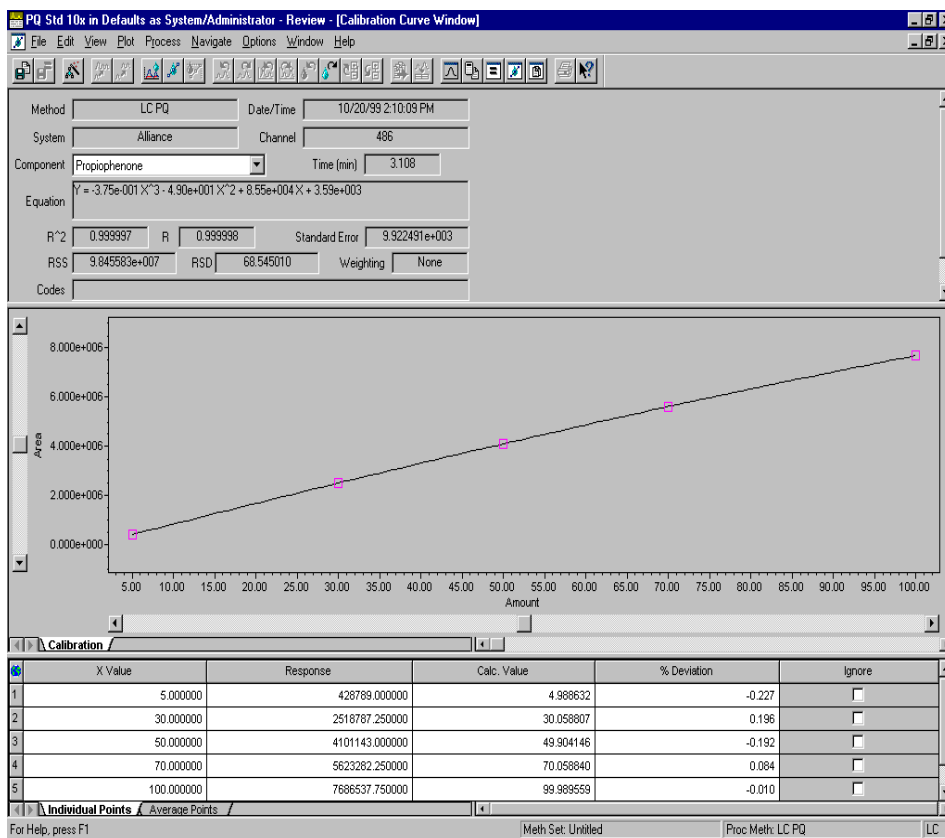 PQ Std 10x in Defaults as System/Administrator - Review - [Calibration Curve Window]
File Edit View Plot Process Navigate Options Window Help
Method LC PQ Date/Time 10/20/99 2:10:09 PM
System Alliance Channel 486
Component Propiophenone Time (min) 3.108
Equation Y = -3.75e-001 X^3 - 4.90e+001 X^2 + 8.55e+004 X + 3.59e+003
R^2 0.999997 R 0.999998 Standard Error 9.922491e+003
RSS 9.845583e+007 RSD 68.545010 Weighting None
Codes
8.000e+006
6.000e+006
4.000e+006
2.000e+006
0.000e+000
Area
5.00 10.00 15.00 20.00 25.00 30.00 35.00 40.00 45.00 50.00 55.00 60.00 65.00 70.00 75.00 80.00 85.00 90.00 95.00 100.00
Amount
Calibration
X Value Response Calc. Value % Deviation Ignore
1 5.000000 428789.000000 4.988632 -0.227
2 30.000000 2518787.250000 30.058807 0.196
3 50.000000 4101143.000000 49.904146 -0.192
4 70.000000 5623282.250000 70.058840 0.084
5 100.000000 7686537.750000 99.989559 -0.010
Individual Points Average Points
For Help, press F1 Meth Set: Untitled Proc Meth: LC PQ LC